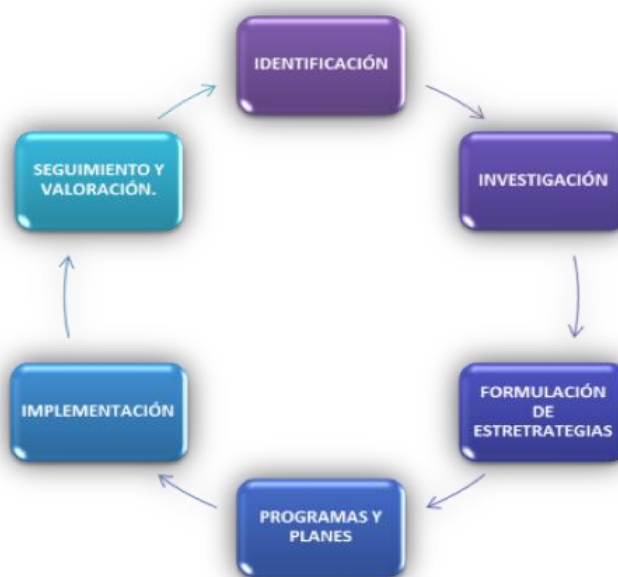 IDENTIFICACIÓN
INVESTIGACIÓN
FORMULACIÓN
DE
ESTRETRATEGIAS
PROGRAMAS Y
PLANES
IMPLEMENTACIÓN
SEGUIMIENTO Y
VALORACIÓN.